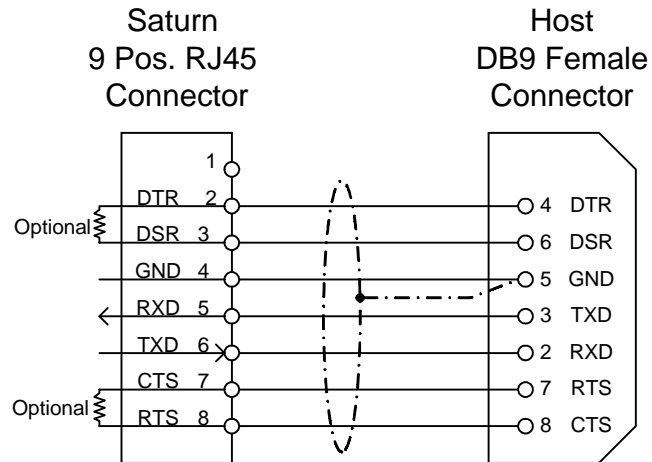 Saturn
9 Pos. RJ45
Connector
Host
DB9 Female
Connector
1
DTR 2
4 DTR
Optional
DSR 3
6 DSR
GND 4
5 GND
RXD 5
3 TXD
TXD 6
2 RXD
CTS 7
7 RTS
Optional
RTS 8
8 CTS